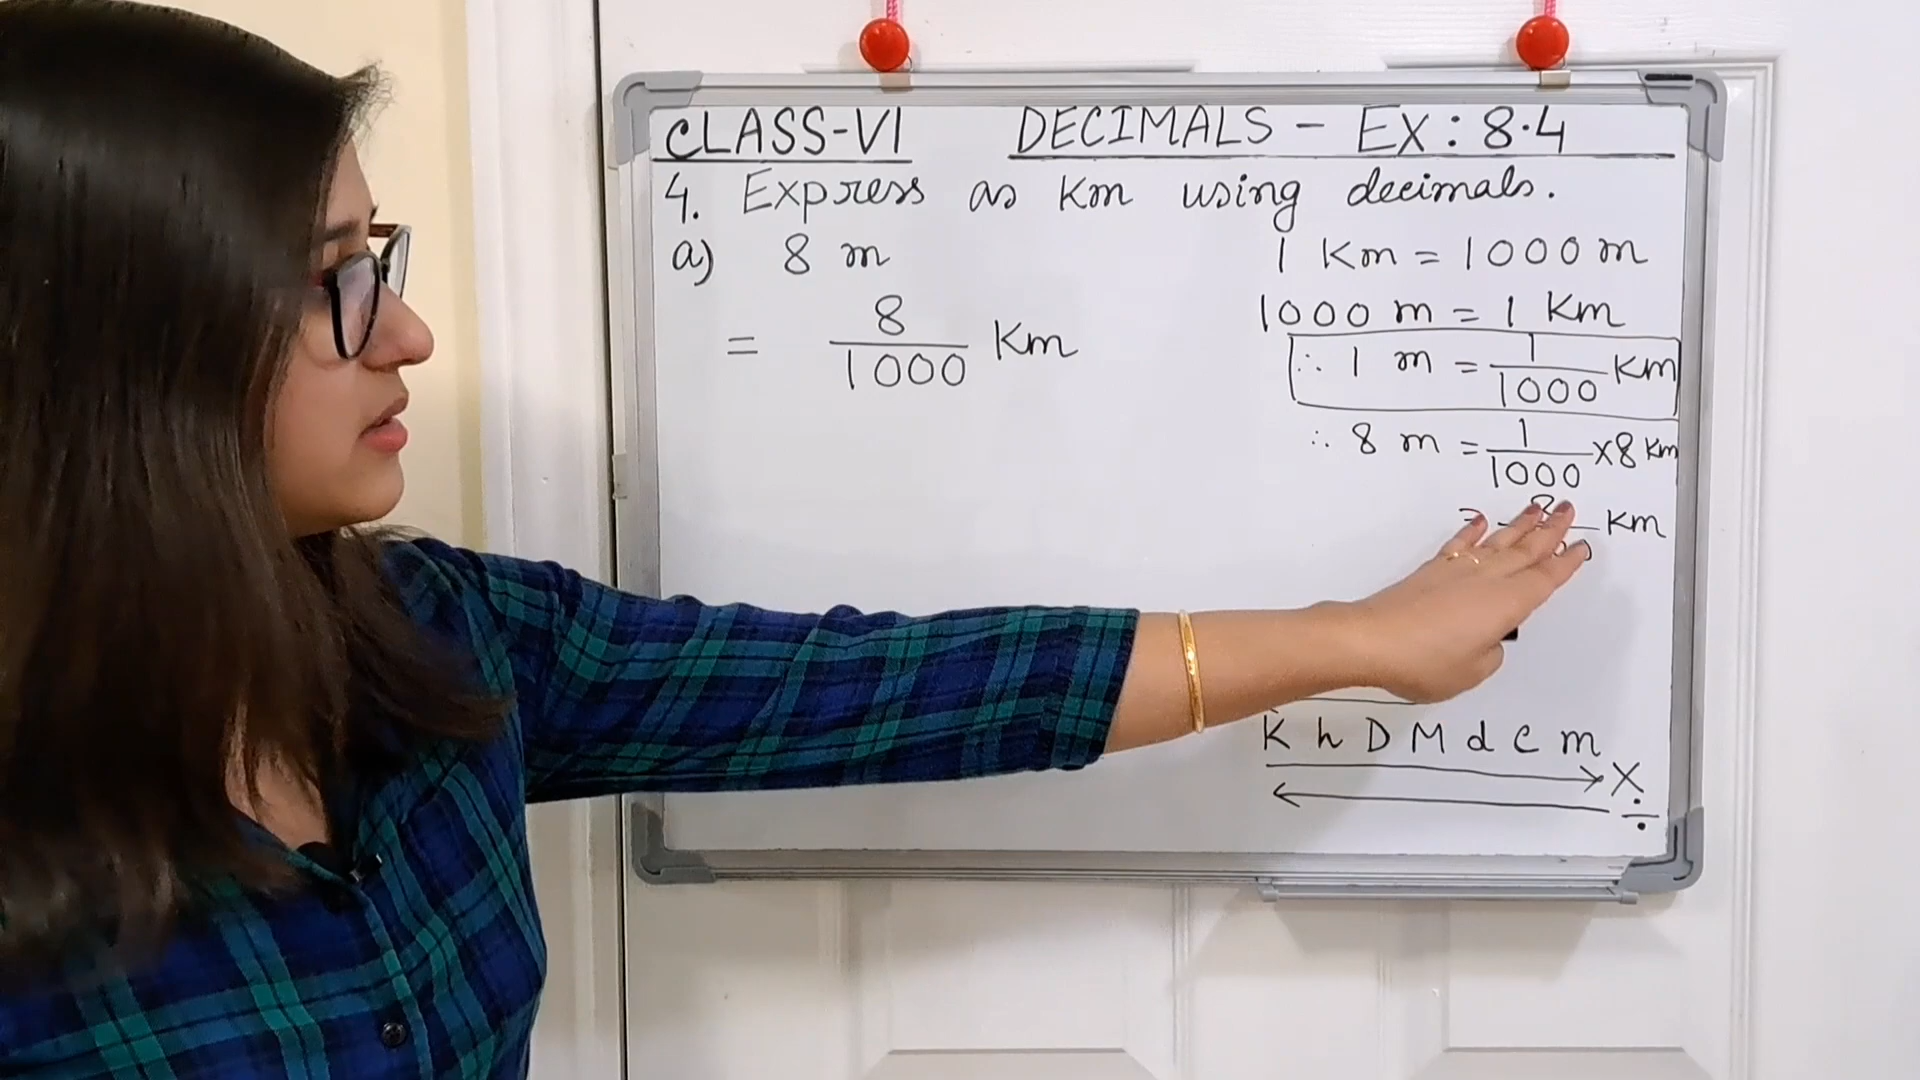 CLASS-VI DECIMALS - EX: 8.4
4. Express as Km using decimals.
a) 8 m
= 8/1000 Km
1 Km = 1000 m
1000 m = 1 Km
∴ 1 m = 1/1000 Km
∴ 8 m = 1/1000 x 8 Km
= 8 Km
K h D M d c m
X
÷